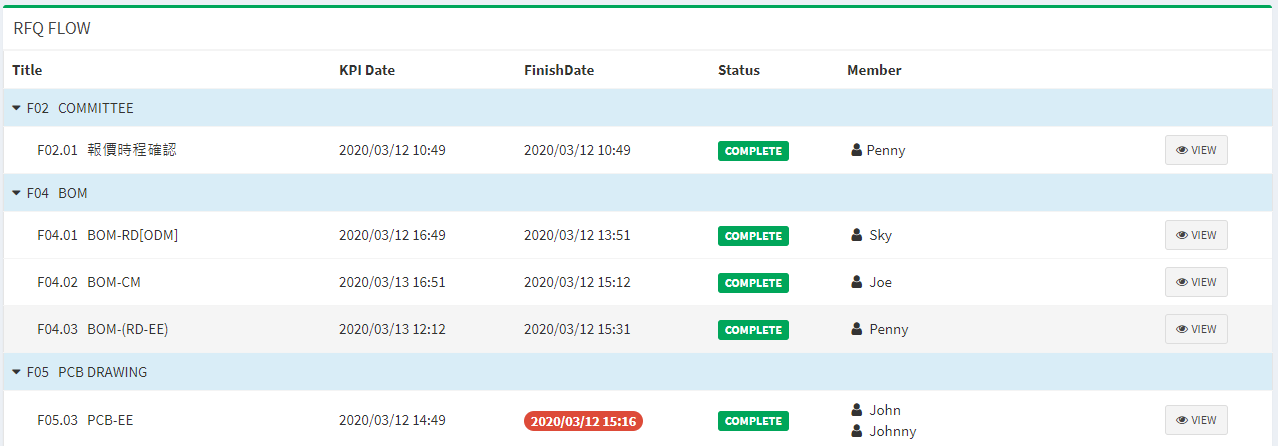 RFQ FLOW
Title KPI Date FinishDate Status Member
F02 COMMITTEE
F02.01 報價時程確認 2020/03/12 10:49 2020/03/12 10:49 COMPLETE Penny VIEW
F04 BOM
F04.01 BOM-RD[ODM] 2020/03/12 16:49 2020/03/12 13:51 COMPLETE Sky VIEW
F04.02 BOM-CM 2020/03/13 16:51 2020/03/12 15:12 COMPLETE Joe VIEW
F04.03 BOM-(RD-EE) 2020/03/13 12:12 2020/03/12 15:31 COMPLETE Penny VIEW
F05 PCB DRAWING
F05.03 PCB-EE 2020/03/12 14:49 2020/03/12 15:16 COMPLETE John VIEW
Johnny